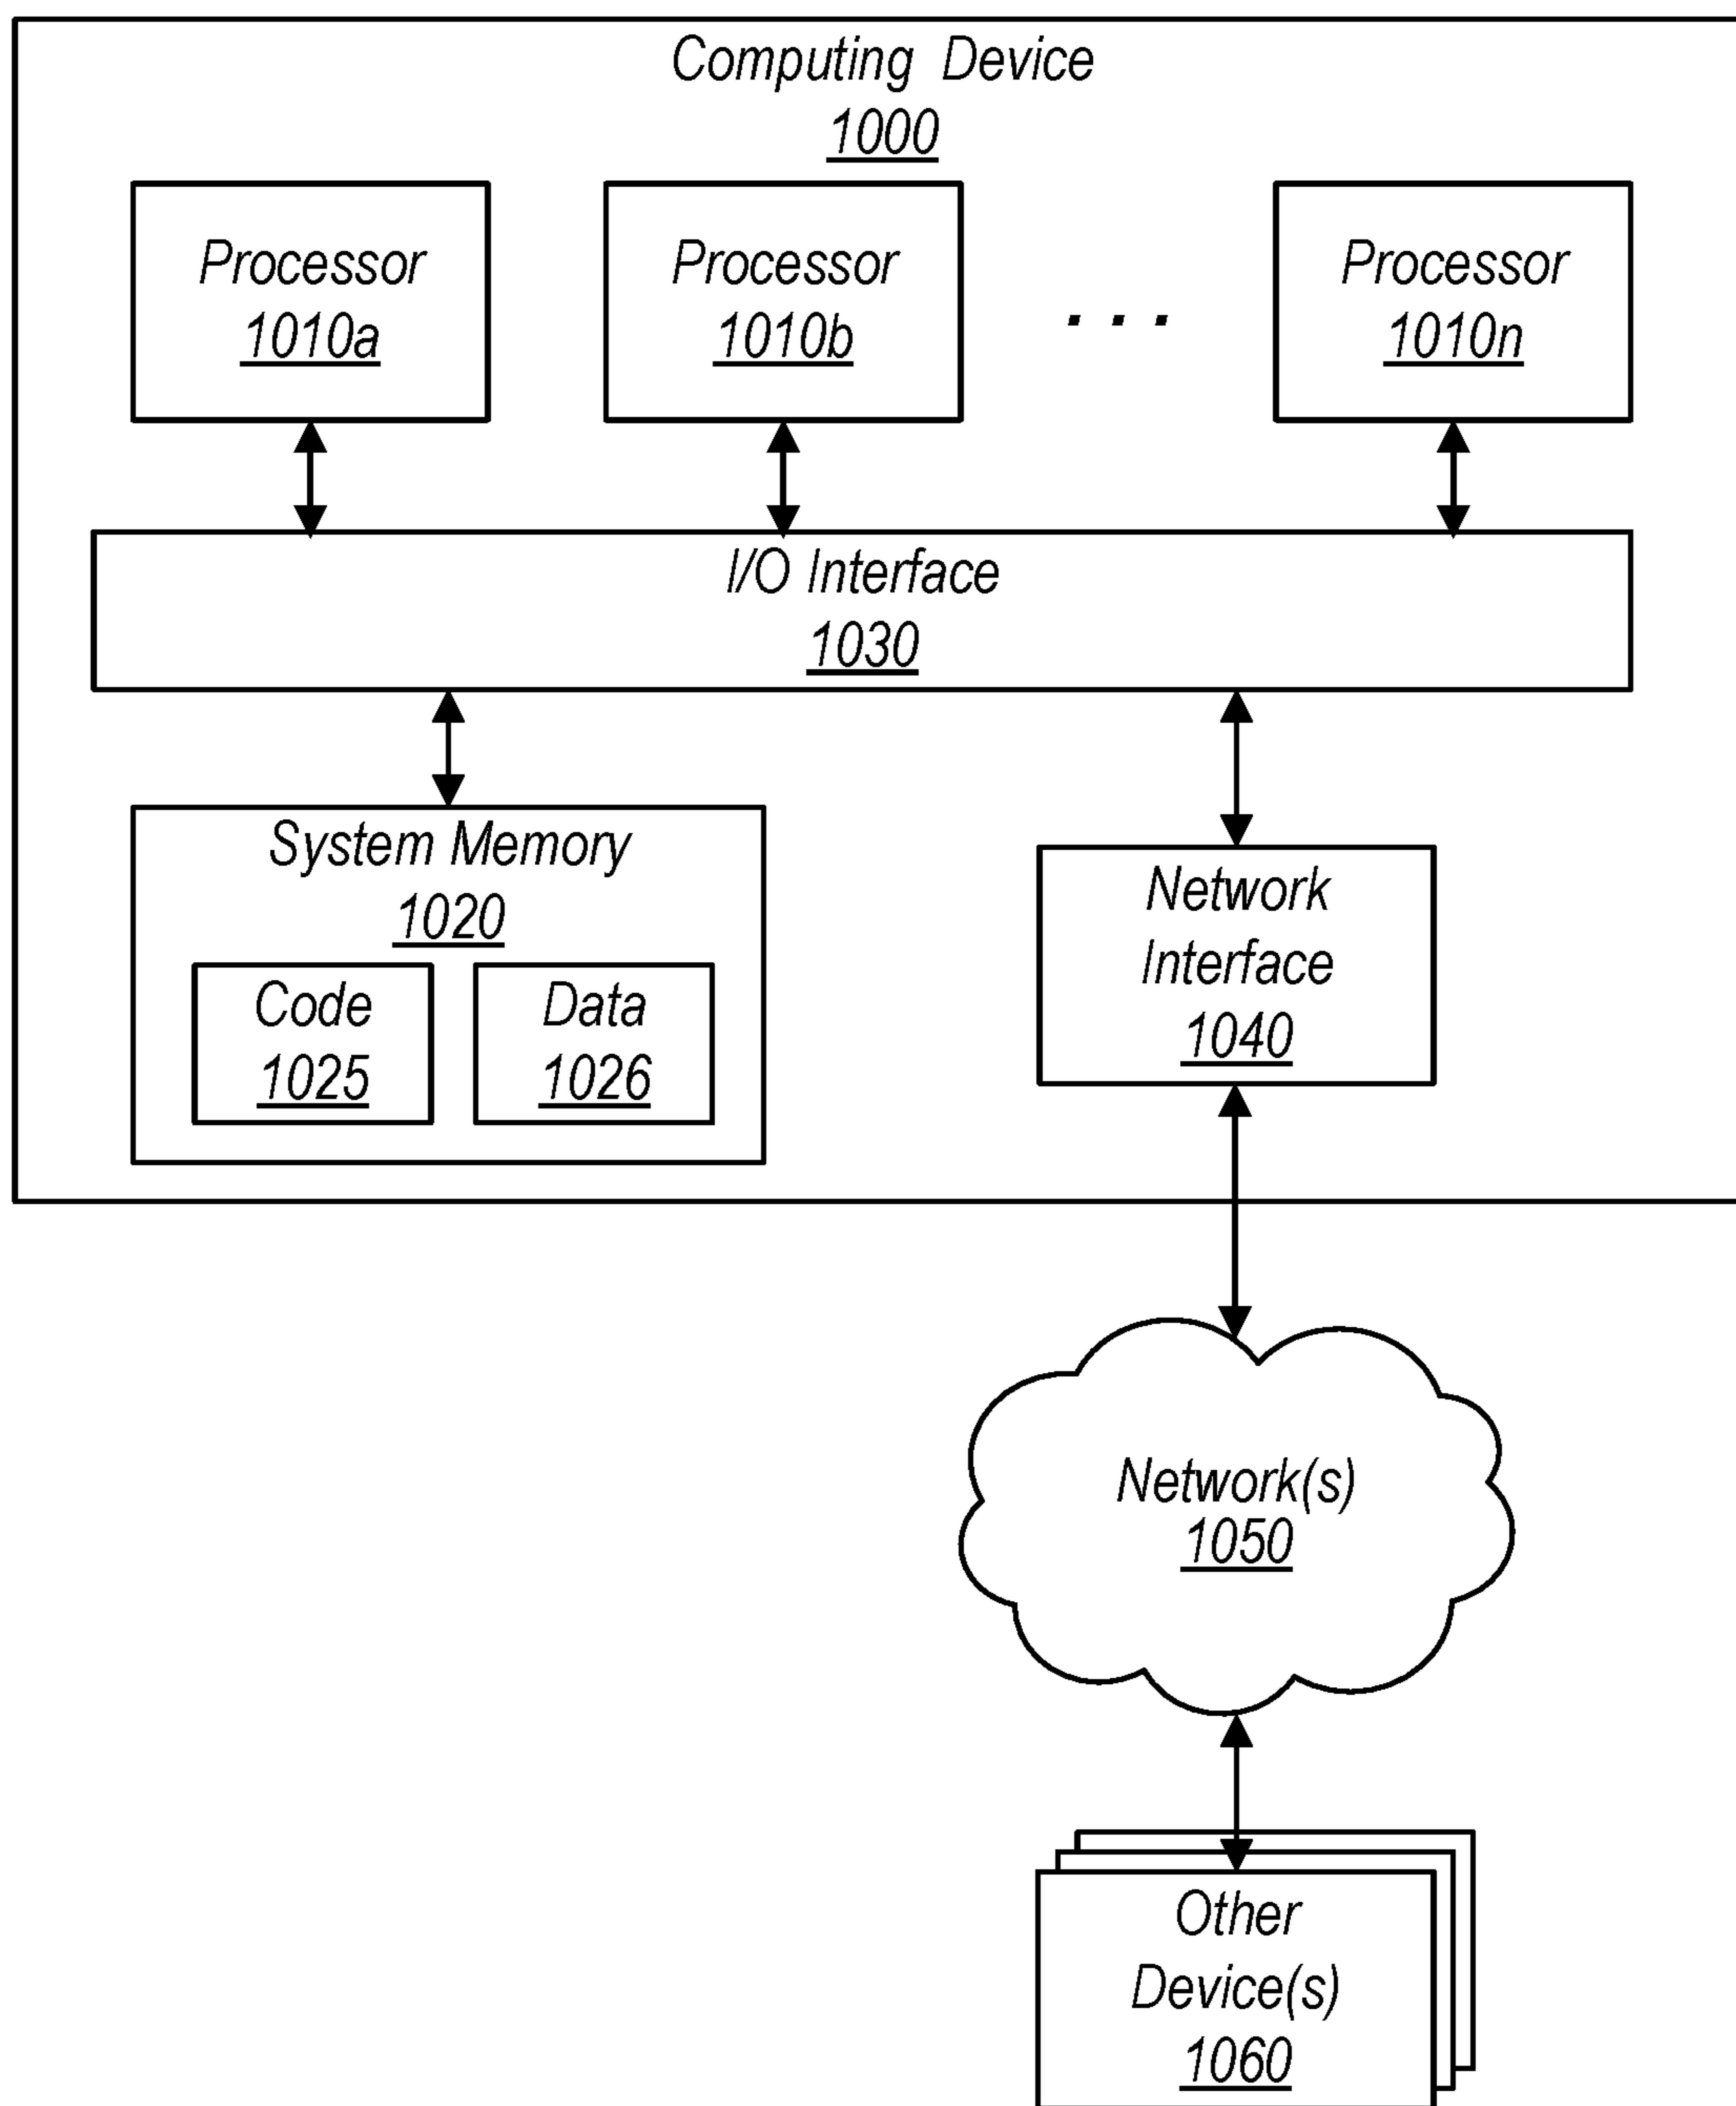 Computing Device
1000
Processor
1010a
Processor
1010b
. . .
Processor
1010n
I/O Interface
1030
System Memory
1020
Code
1025
Data
1026
Network
Interface
1040
Network(s)
1050
Other
Device(s)
1060